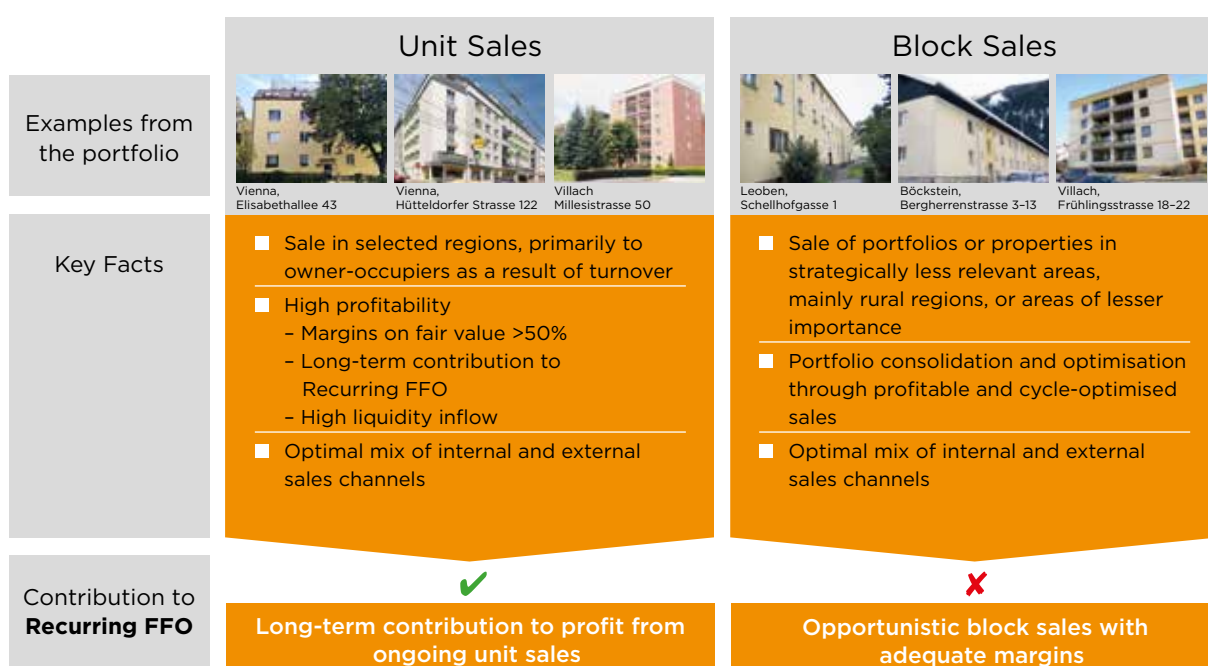 Unit Sales
Block Sales
Examples from
the portfolio
Vienna,
Elisabethallee 43
Vienna,
Hütteldorfer Strasse 122
Villach
Millesistrasse 50
Leoben,
Schellhofgasse 1
Böckstein,
Bergherrenstrasse 3–13
Villach,
Frühlingsstrasse 18–22
Key Facts
Sale in selected regions, primarily to
owner-occupiers as a result of turnover
High profitability
– Margins on fair value >50%
– Long-term contribution to
Recurring FFO
– High liquidity inflow
Optimal mix of internal and external
sales channels
Sale of portfolios or properties in
strategically less relevant areas,
mainly rural regions, or areas of lesser
importance
Portfolio consolidation and optimisation
through profitable and cycle-optimised
sales
Optimal mix of internal and external
sales channels
Contribution to
Recurring FFO
✔
Long-term contribution to profit from
ongoing unit sales
✘
Opportunistic block sales with
adequate margins